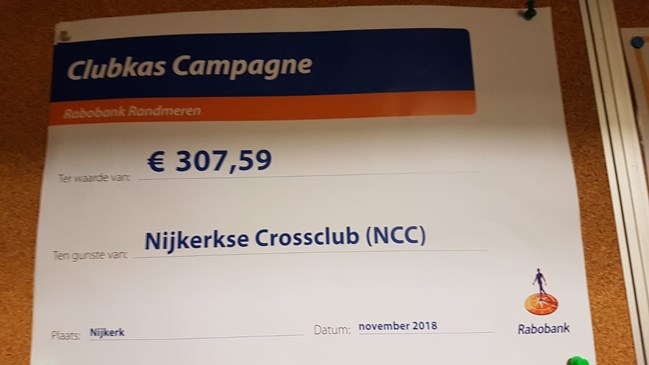 Clubkas Campagne
Rabobank Randmeren
Ter waarde van: € 307,59
Ten gunste van: Nijkerkse Crossclub (NCC)
Plaats: Nijkerk Datum: november 2018
Rabobank